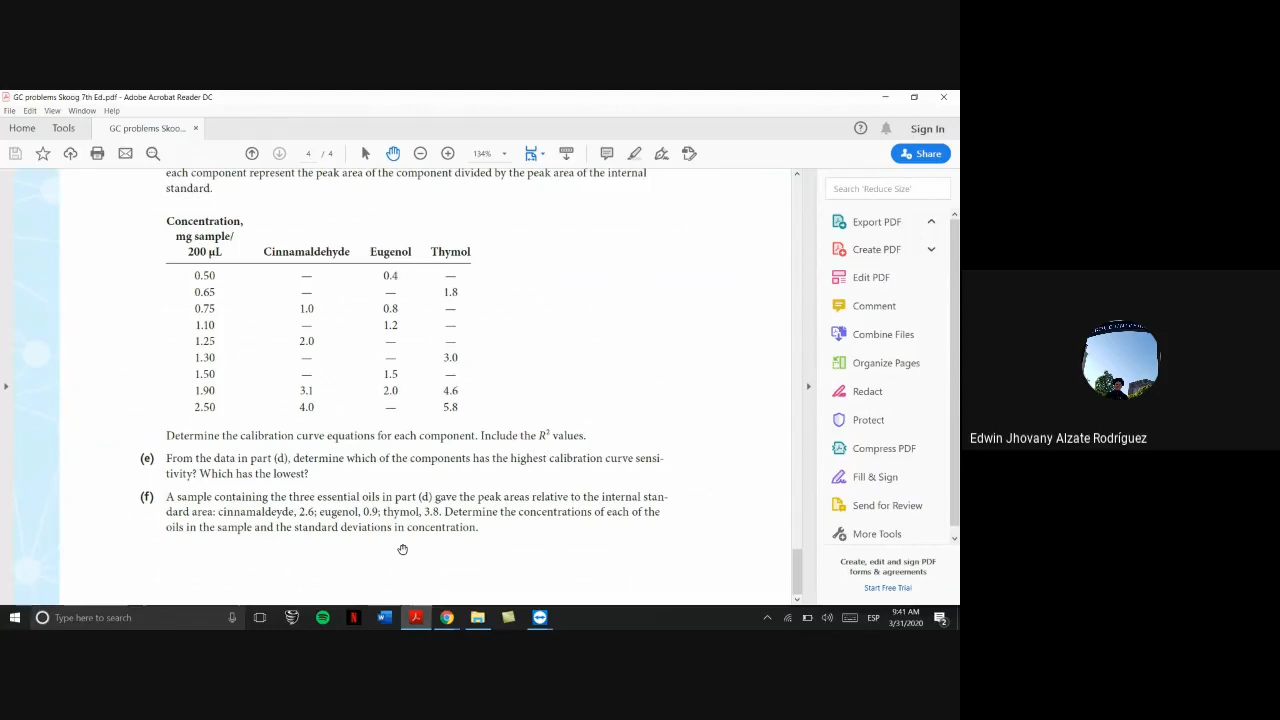 GC problems Skoog 7th Ed..pdf - Adobe Acrobat Reader DC
File Edit View Window Help
Home Tools GC problems Skoo... × Sign In
4 / 4 134% Share
each component represent the peak area of the component divided by the peak area of the internal
standard.
Concentration,
mg sample/
200 µL Cinnamaldehyde Eugenol Thymol
0.50 — 0.4 —
0.65 — — 1.8
0.75 1.0 0.8 —
1.10 — 1.2 —
1.25 2.0 — —
1.30 — — 3.0
1.50 — 1.5 —
1.90 3.1 2.0 4.6
2.50 4.0 — 5.8
Determine the calibration curve equations for each component. Include the R² values.
(e) From the data in part (d), determine which of the components has the highest calibration curve sensi-
tivity? Which has the lowest?
(f) A sample containing the three essential oils in part (d) gave the peak areas relative to the internal stan-
dard area: cinnamaldeyde, 2.6; eugenol, 0.9; thymol, 3.8. Determine the concentrations of each of the
oils in the sample and the standard deviations in concentration.
Search 'Reduce Size'
Export PDF
Create PDF
Edit PDF
Comment
Combine Files
Organize Pages
Redact
Protect
Compress PDF
Fill & Sign
Send for Review
More Tools
Create, edit and sign PDF
forms & agreements
Start Free Trial
Edwin Jhovany Alzate Rodríguez
Type here to search
ESP
9:41 AM
3/31/2020
2